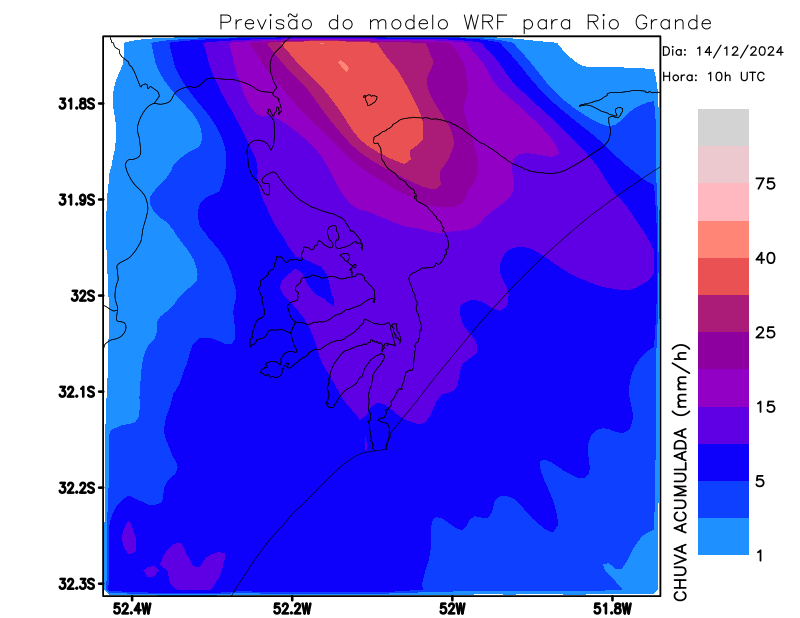 Previsão do modelo WRF para Rio Grande
Dia: 14/12/2024
Hora: 10h UTC
31.8S
31.9S
32S
32.1S
32.2S
32.3S
52.4W
52.2W
52W
51.8W
75
40
25
15
5
1
CHUVA ACUMULADA (mm/h)